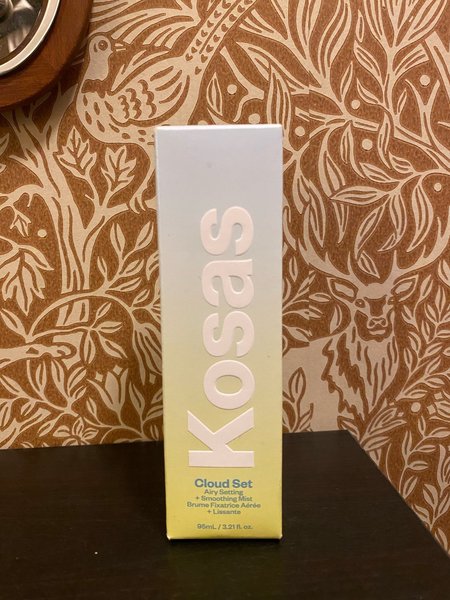 Kosas
Cloud Set
Airy Setting
+ Smoothing Mist
Brume Fixatrice Aérée
+ Lissante
95mL / 3.21 fl. oz.